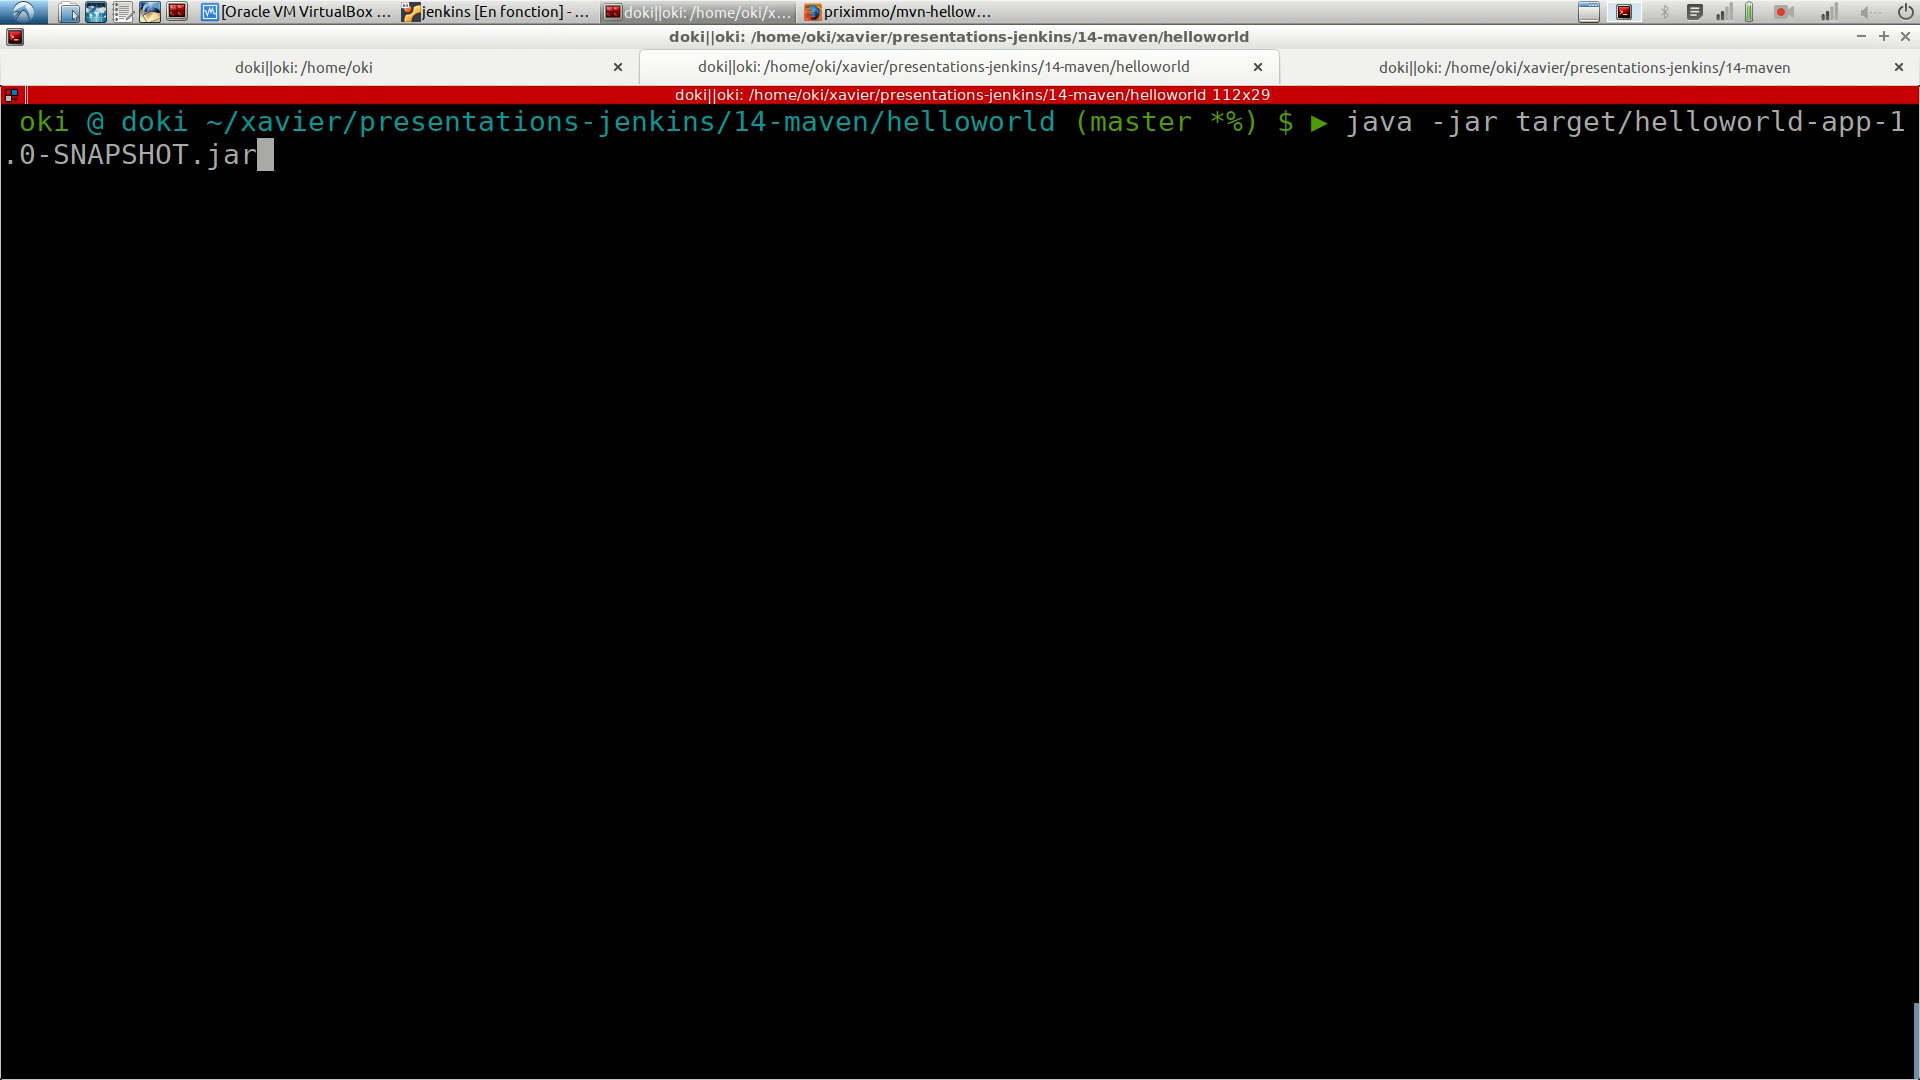 [Oracle VM VirtualBox ... jenkins [En fonction] - ... doki||oki: /home/oki/x... priximmo/mvn-hellow...
doki||oki: /home/oki/xavier/presentations-jenkins/14-maven/helloworld
doki||oki: /home/oki doki||oki: /home/oki/xavier/presentations-jenkins/14-maven/helloworld doki||oki: /home/oki/xavier/presentations-jenkins/14-maven
doki||oki: /home/oki/xavier/presentations-jenkins/14-maven/helloworld 112x29
oki @ doki ~/xavier/presentations-jenkins/14-maven/helloworld (master *%) $ ▶ java -jar target/helloworld-app-1
.0-SNAPSHOT.jar